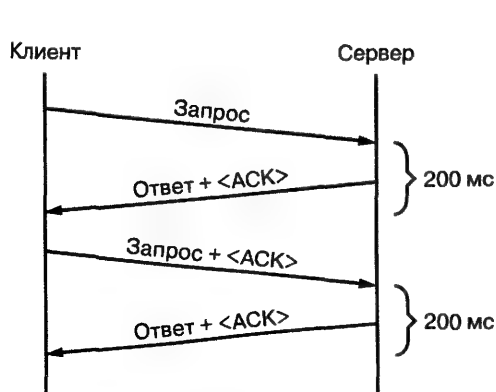 Клиент
Сервер
Запрос
Ответ + <ACK>
200 мс
Запрос + <ACK>
Ответ + <ACK>
200 мс